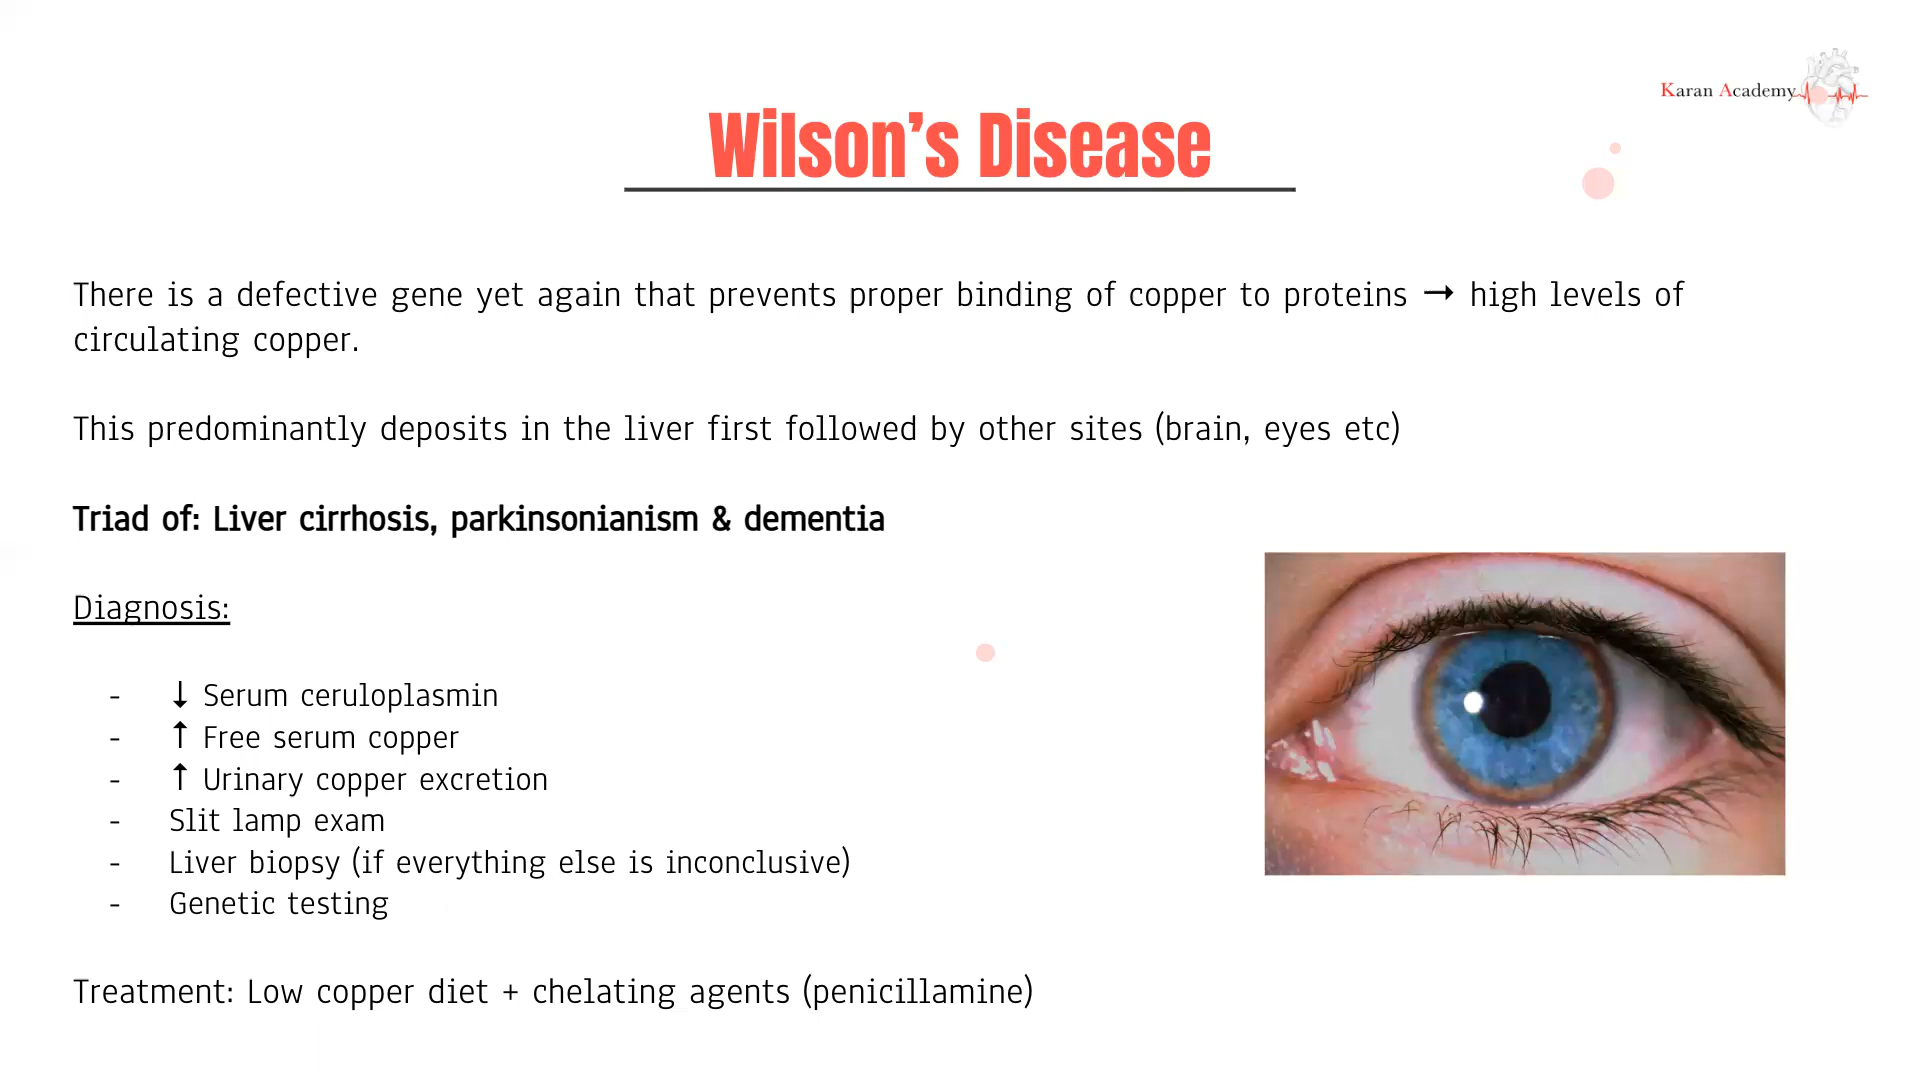 Karan Academy
Wilson’s Disease
There is a defective gene yet again that prevents proper binding of copper to proteins → high levels of
circulating copper.
This predominantly deposits in the liver first followed by other sites (brain, eyes etc)
Triad of: Liver cirrhosis, parkinsonianism & dementia
Diagnosis:
- ↓ Serum ceruloplasmin
- ↑ Free serum copper
- ↑ Urinary copper excretion
- Slit lamp exam
- Liver biopsy (if everything else is inconclusive)
- Genetic testing
Treatment: Low copper diet + chelating agents (penicillamine)